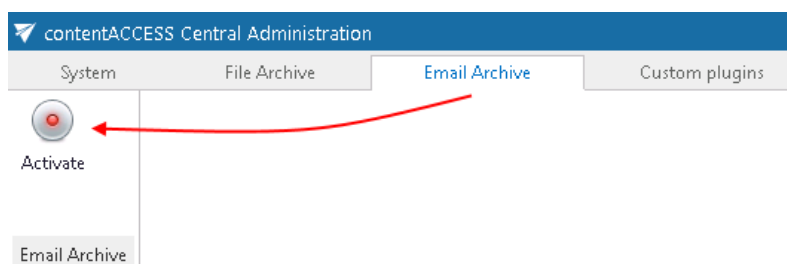 contentACCESS Central Administration
System File Archive Email Archive Custom plugins
Activate
Email Archive